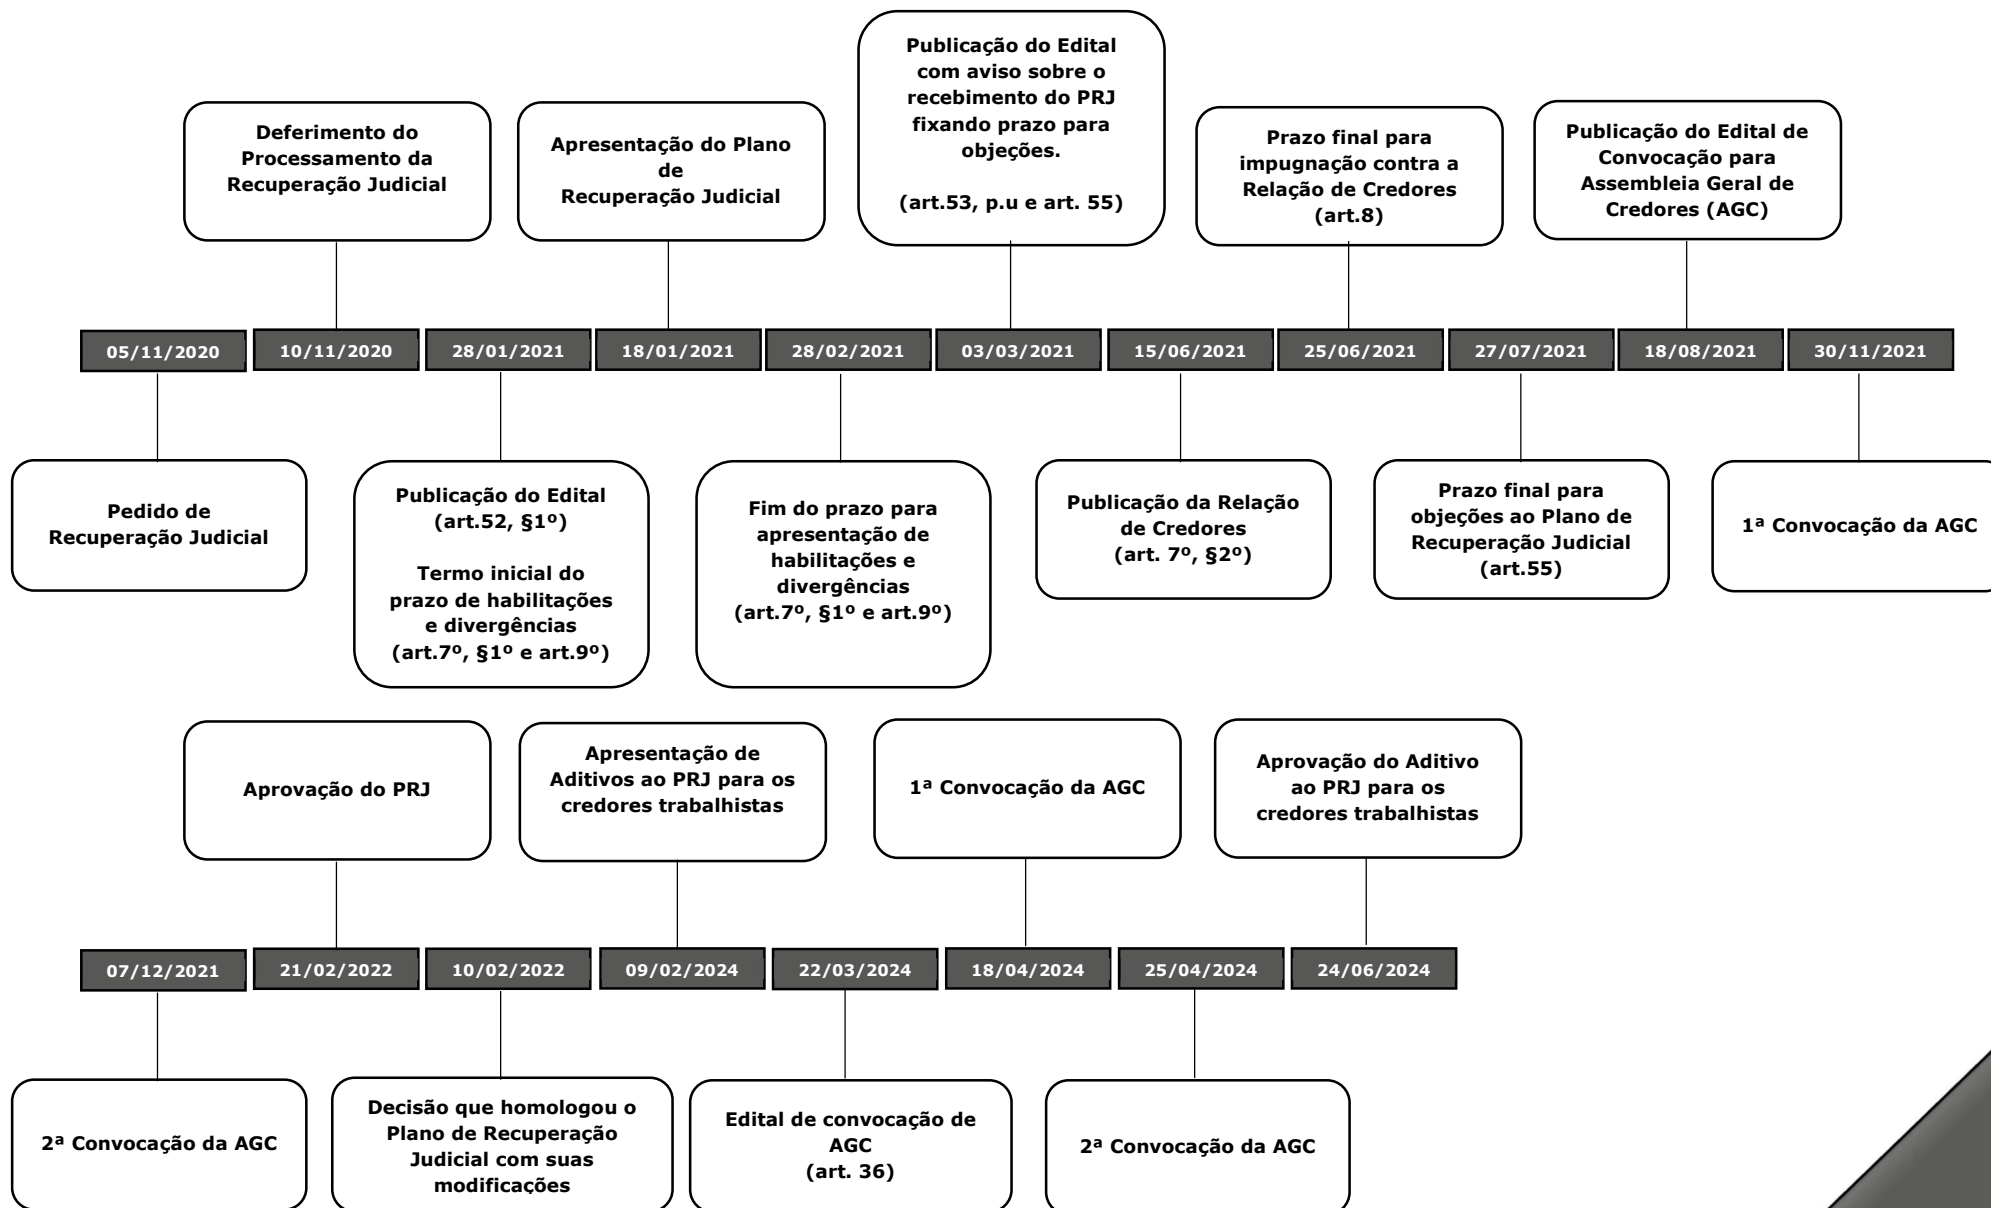 Publicação do Edital
com aviso sobre o
recebimento do PRJ
fixando prazo para
objeções.
(art.53, p.u e art. 55)
Deferimento do
Processamento da
Recuperação Judicial
Apresentação do Plano
de
Recuperação Judicial
Prazo final para
impugnação contra a
Relação de Credores
(art.8)
Publicação do Edital de
Convocação para
Assembleia Geral de
Credores (AGC)
05/11/2020
10/11/2020
28/01/2021
18/01/2021
28/02/2021
03/03/2021
15/06/2021
25/06/2021
27/07/2021
18/08/2021
30/11/2021
Pedido de
Recuperação Judicial
Publicação do Edital
(art.52, §1º)
Termo inicial do
prazo de habilitações
e divergências
(art.7º, §1º e art.9º)
Fim do prazo para
apresentação de
habilitações e
divergências
(art.7º, §1º e art.9º)
Publicação da Relação
de Credores
(art. 7º, §2º)
Prazo final para
objeções ao Plano de
Recuperação Judicial
(art.55)
1ª Convocação da AGC
Aprovação do PRJ
Apresentação de
Aditivos ao PRJ para os
credores trabalhistas
1ª Convocação da AGC
Aprovação do Aditivo
ao PRJ para os
credores trabalhistas
07/12/2021
21/02/2022
10/02/2022
09/02/2024
22/03/2024
18/04/2024
25/04/2024
24/06/2024
2ª Convocação da AGC
Decisão que homologou o
Plano de Recuperação
Judicial com suas
modificações
Edital de convocação de
AGC
(art. 36)
2ª Convocação da AGC